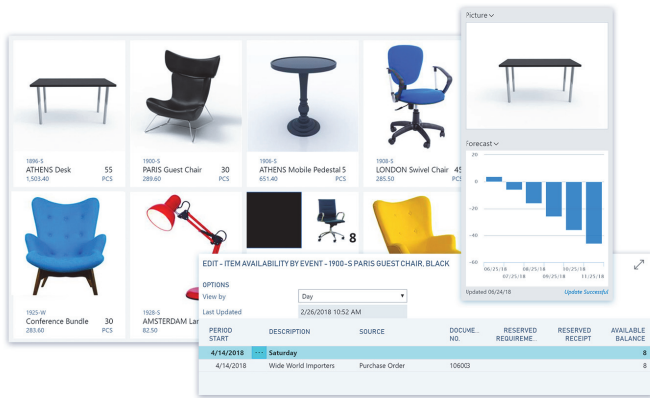 Picture
1896-S
ATHENS Desk 55
1,503.40 PCS
1900-S
PARIS Guest Chair 30
289.60 PCS
1906-S
ATHENS Mobile Pedestal 5
651.40 PCS
1908-S
LONDON Swivel Chair 45
285.50 PCS
Forecast
20
0
-20
-40
-60
06/25/18 08/25/18 10/25/18
07/25/18 09/25/18 11/25/18
Updated 06/24/18 Update Successful
8
1925-W
Conference Bundle 30
283.60 PCS
1928-S
AMSTERDAM
82.50
EDIT - ITEM AVAILABILITY BY EVENT - 1900-S PARIS GUEST CHAIR, BLACK
OPTIONS
View by Day
Last Updated 2/26/2018 10:52 AM
PERIOD START DESCRIPTION SOURCE DOCUME... NO. RESERVED REQUIREME... RESERVED RECEIPT AVAILABLE BALANCE
4/14/2018 ... Saturday 8
4/14/2018 Wide World Importers Purchase Order 106003 8